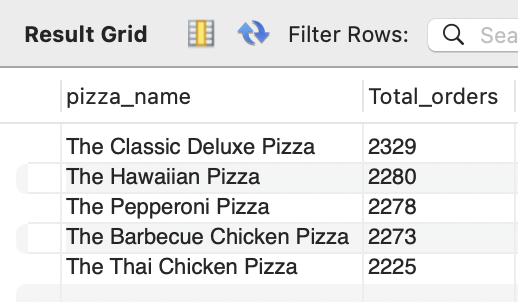 Result Grid Filter Rows: Sea
pizza_name Total_orders
The Classic Deluxe Pizza 2329
The Hawaiian Pizza 2280
The Pepperoni Pizza 2278
The Barbecue Chicken Pizza 2273
The Thai Chicken Pizza 2225